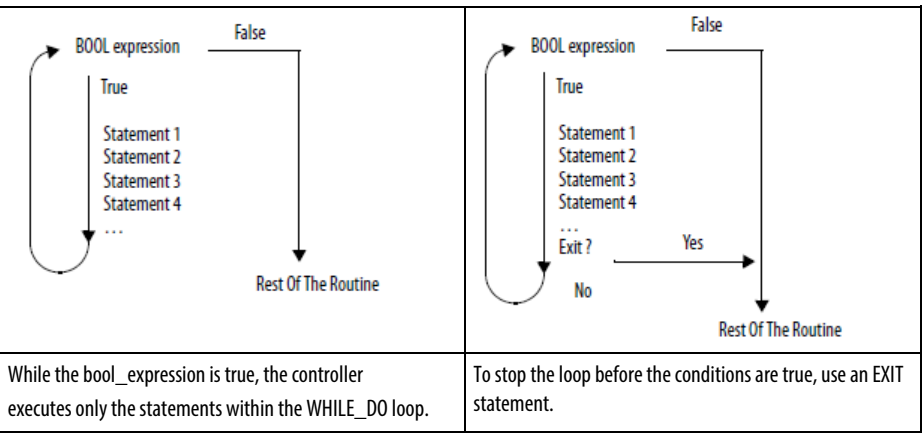 BOOL expression
False
True
Statement 1
Statement 2
Statement 3
Statement 4
...
Rest Of The Routine
While the bool_expression is true, the controller
executes only the statements within the WHILE_DO loop.
BOOL expression
False
True
Statement 1
Statement 2
Statement 3
Statement 4
...
Exit ?
Yes
No
Rest Of The Routine
To stop the loop before the conditions are true, use an EXIT
statement.